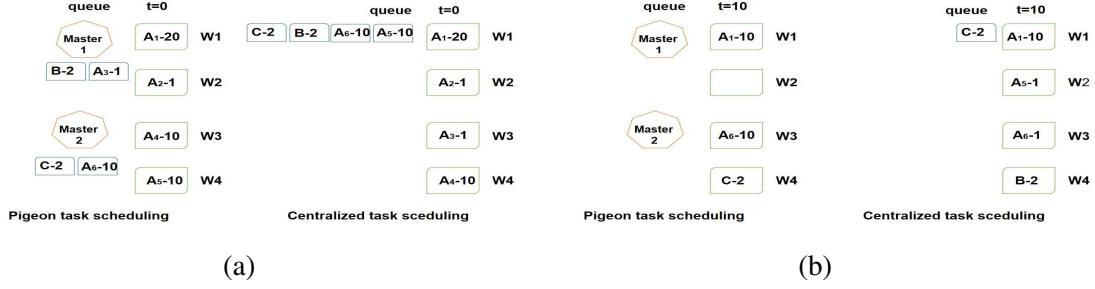 queue t=0 queue t=0 queue t=10 queue t=10
Master 1 A1-20 W1 C-2 B-2 A6-10 A5-10 A1-20 W1 Master 1 A1-10 W1 C-2 A1-10 W1
B-2 A3-1 A2-1 W2 A2-1 W2 W2 A5-1 W2
Master 2 A4-10 W3 A3-1 W3 Master 2 A6-10 W3 A6-1 W3
C-2 A6-10 A5-10 W4 A4-10 W4 C-2 W4 B-2 W4
Pigeon task scheduling Centralized task sceduling Pigeon task scheduling Centralized task sceduling
(a) (b)